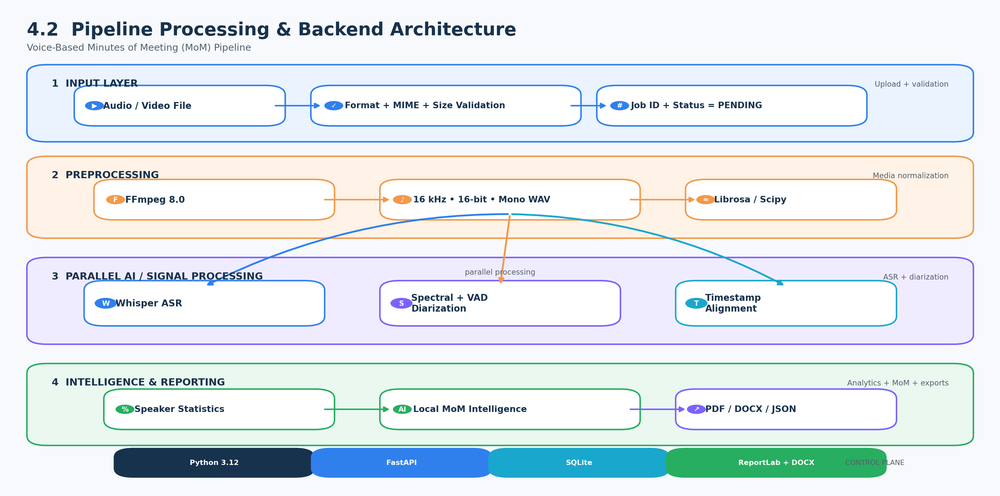 4.2 Pipeline Processing & Backend Architecture
Voice-Based Minutes of Meeting (MoM) Pipeline
1 INPUT LAYER
Upload + validation
▶ Audio / Video File
✓ Format + MIME + Size Validation
# Job ID + Status = PENDING
2 PREPROCESSING
Media normalization
F FFmpeg 8.0
♪ 16 kHz • 16-bit • Mono WAV
≈ Librosa / Scipy
3 PARALLEL AI / SIGNAL PROCESSING
parallel processing
ASR + diarization
W Whisper ASR
S Spectral + VAD
Diarization
T Timestamp
Alignment
4 INTELLIGENCE & REPORTING
Analytics + MoM + exports
% Speaker Statistics
AI Local MoM Intelligence
↗ PDF / DOCX / JSON
Python 3.12
FastAPI
SQLite
ReportLab + DOCX
CONTROL PLANE